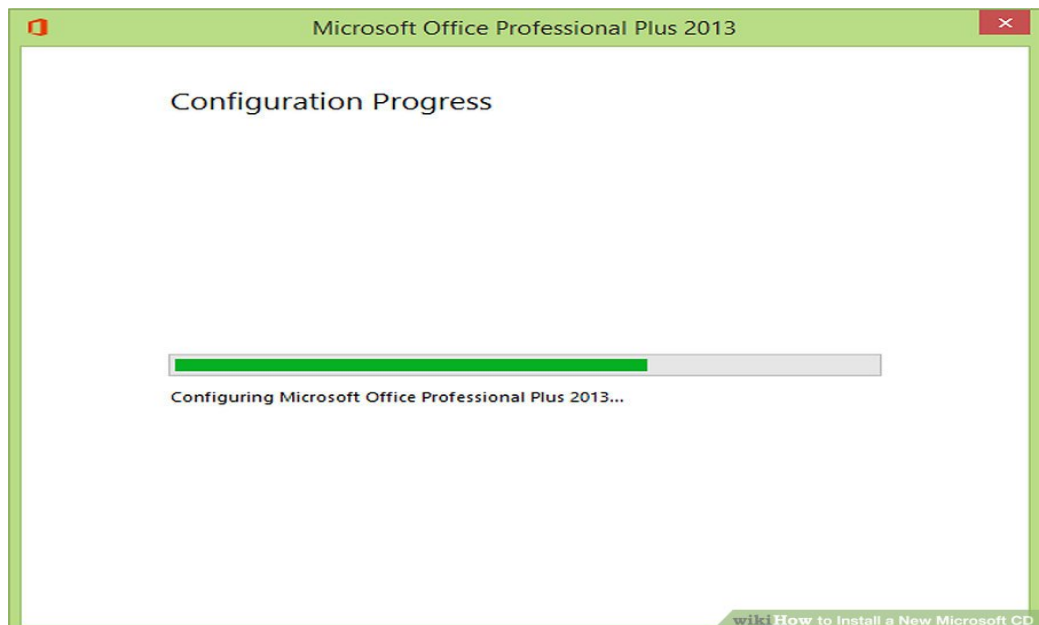 Microsoft Office Professional Plus 2013
Configuration Progress
Configuring Microsoft Office Professional Plus 2013...
wikiHow to Install a New Microsoft CD